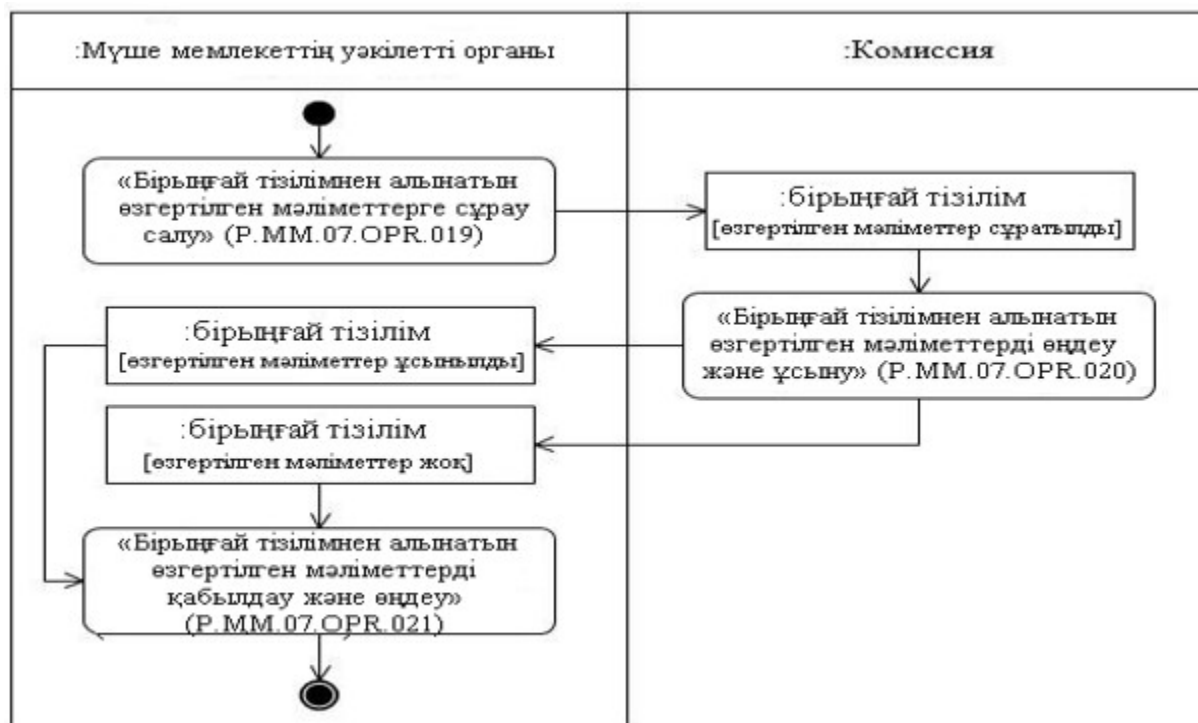 :Мүше мемлекеттің уәкілетті органы
:Комиссия
«Бірыңғай тізілімнен алынатын
өзгертілген мәліметтерге сұрау
салу» (P.MM.07.OPR.019)
:бірыңғай тізілім
[өзгертілген мәліметтер сұратылды]
:бірыңғай тізілім
[өзгертілген мәліметтер ұсынылды]
«Бірыңғай тізілімнен алынатын
өзгертілген мәліметтерді өңдеу
және ұсыну» (P.MM.07.OPR.020)
:бірыңғай тізілім
[өзгертілген мәліметтер жоқ]
«Бірыңғай тізілімнен алынатын
өзгертілген мәліметтерді
қабылдау және өңдеу»
(P.MM.07.OPR.021)